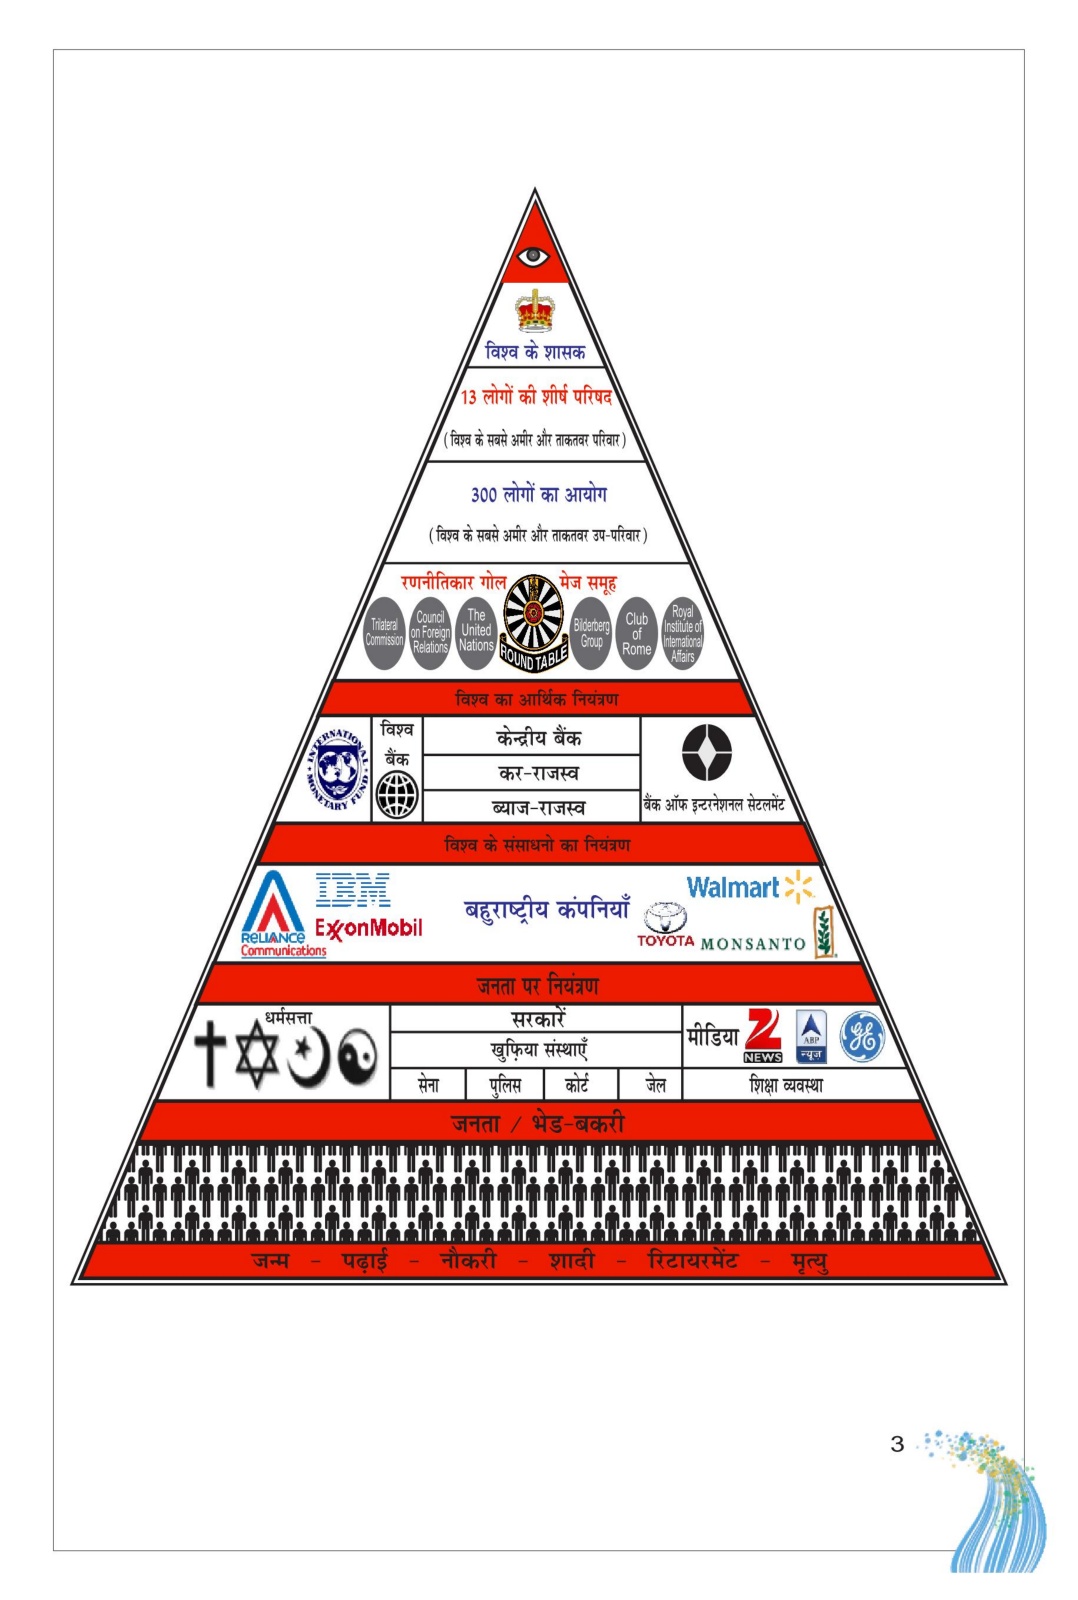 विश्व के शासक
13 लोगों की शीर्ष परिषद
( विश्व के सबसे अमीर और ताकतवर परिवार )
300 लोगों का आयोग
( विश्व के सबसे अमीर और ताकतवर उप-परिवार )
रणनीतिकार गोल मेज समूह
Trilateral Commission
Council on Foreign Relations
The United Nations
ROUND TABLE
Bilderberg Group
Club of Rome
Royal Institute of International Affairs
विश्व का आर्थिक नियंत्रण
INTERNATIONAL MONETARY FUND
विश्व बैंक
केन्द्रीय बैंक
कर-राजस्व
ब्याज-राजस्व
बैंक ऑफ इन्टरनेशनल सेटलमेंट
विश्व के संसाधनो का नियंत्रण
RELIANCE
Communications
IBM
ExxonMobil
बहुराष्ट्रीय कंपनियाँ
Walmart
TOYOTA
MONSANTO
जनता पर नियंत्रण
धर्मसत्ता
सरकारें
खुफ़िया संस्थाएँ
सेना पुलिस कोर्ट जेल
मीडिया
Z NEWS
ABP न्यूज़
GE
शिक्षा व्यवस्था
जनता / भेड-बकरी
जन्म - पढ़ाई - नौकरी - शादी - रिटायरमेंट - मृत्यु
3